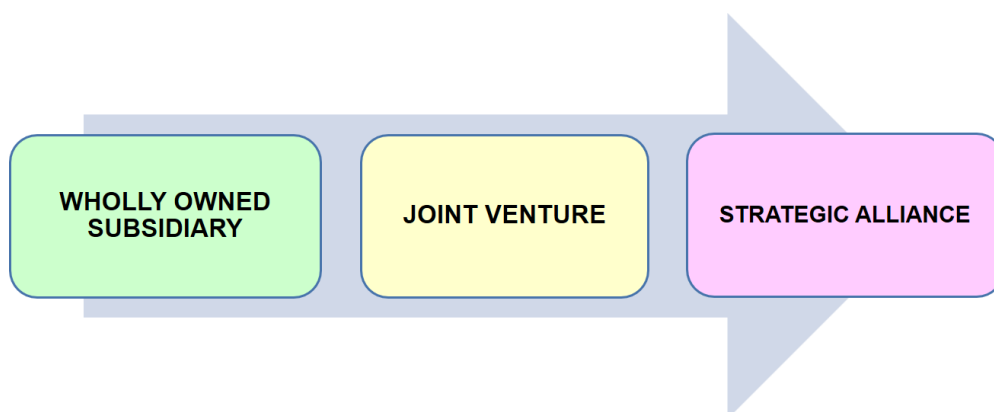 WHOLLY OWNED
SUBSIDIARY
JOINT VENTURE
STRATEGIC ALLIANCE